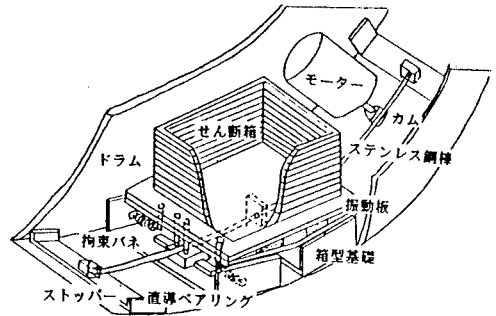 モーター
カム
せん断箱
ステンレス鋼棒
ドラム
振動板
拘束バネ
箱型基礎
ストッパー
直導ベアリング